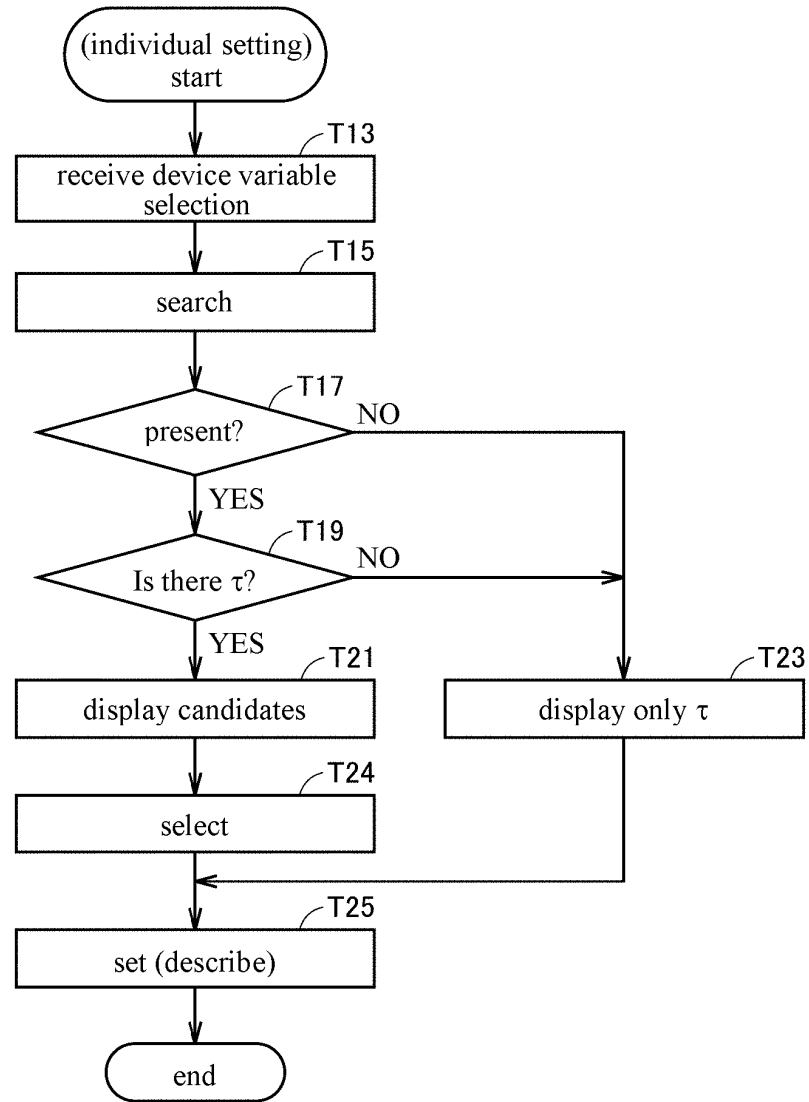 (individual setting)
start
T13
receive device variable
selection
T15
search
T17
present?
NO
YES
T19
Is there τ?
NO
YES
T21
display candidates
T23
display only τ
T24
select
T25
set (describe)
end